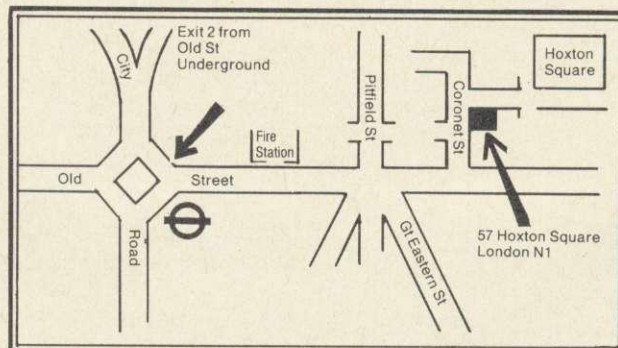 City
Exit 2 from
Old St
Underground
Fire
Station
Pitfield St
Coronet St
Hoxton
Square
Old
Street
Road
Gt Eastern St
57 Hoxton Square
London N1